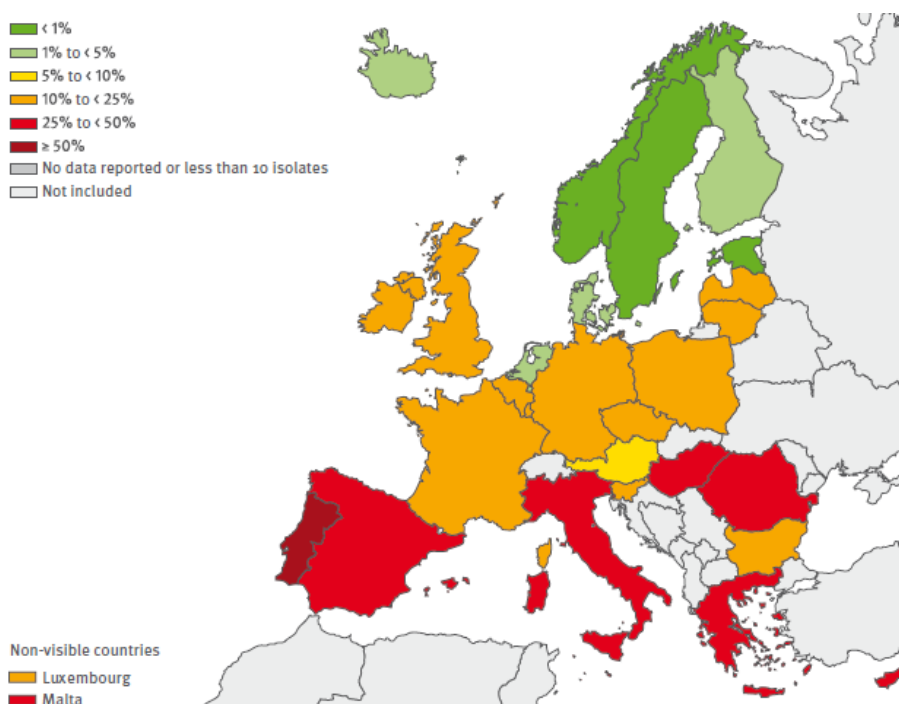 < 1%
1% to < 5%
5% to < 10%
10% to < 25%
25% to < 50%
≥ 50%
No data reported or less than 10 isolates
Not included
Non-visible countries
Luxembourg
Malta